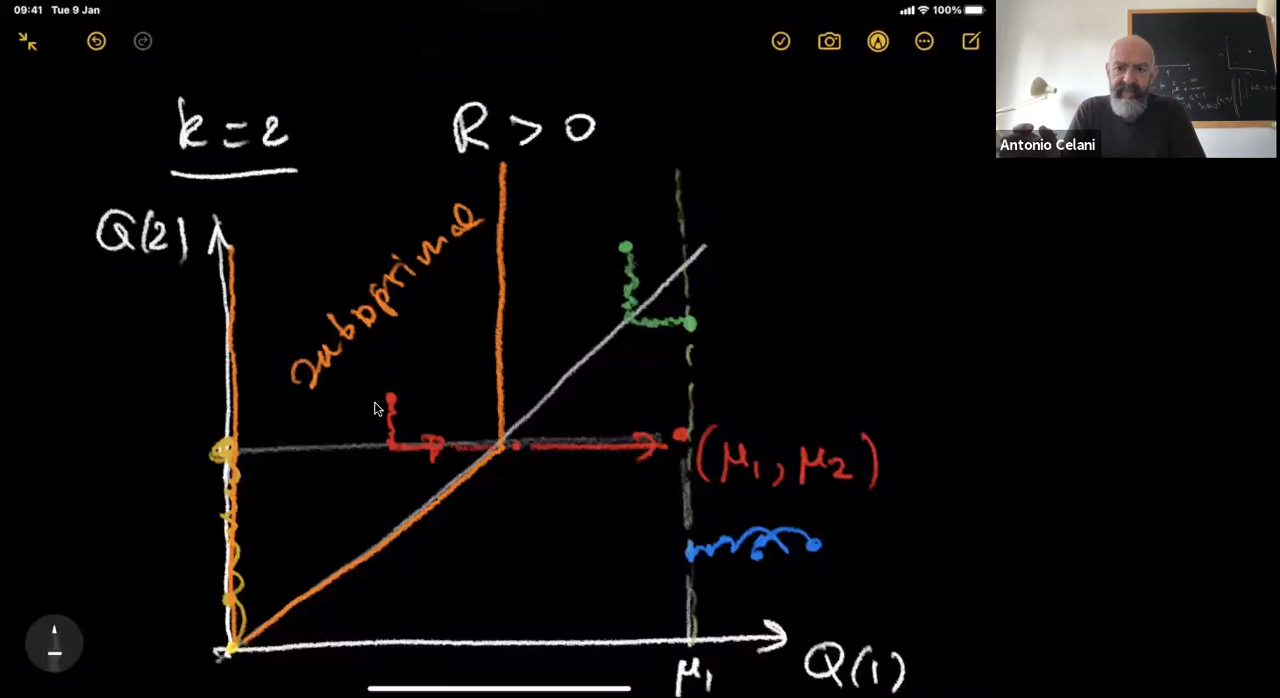 09:41 Tue 9 Jan 100%
Antonio Celani
k=2 R > 0
Q(2)
suboptimal
(μ1, μ2)
μ1
Q(1)